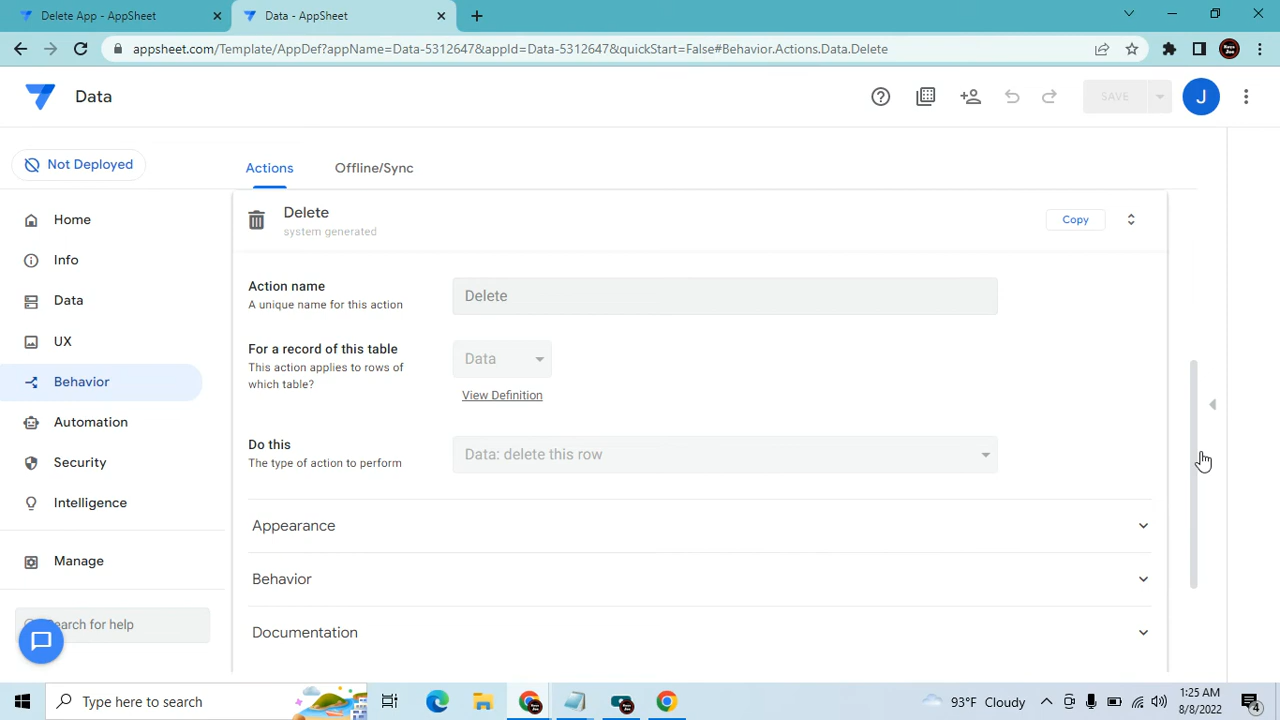 Delete App - AppSheet
Data - AppSheet
appsheet.com/Template/AppDef?appName=Data-5312647&appId=Data-5312647&quickStart=False#Behavior.Actions.Data.Delete
Data
SAVE
J
Not Deployed
Actions
Offline/Sync
Home
Info
Data
UX
Behavior
Automation
Security
Intelligence
Manage
earch for help
Delete
system generated
Copy
Action name
A unique name for this action
Delete
For a record of this table
This action applies to rows of
which table?
Data
View Definition
Do this
The type of action to perform
Data: delete this row
Appearance
Behavior
Documentation
Type here to search
93°F Cloudy
1:25 AM
8/8/2022
4